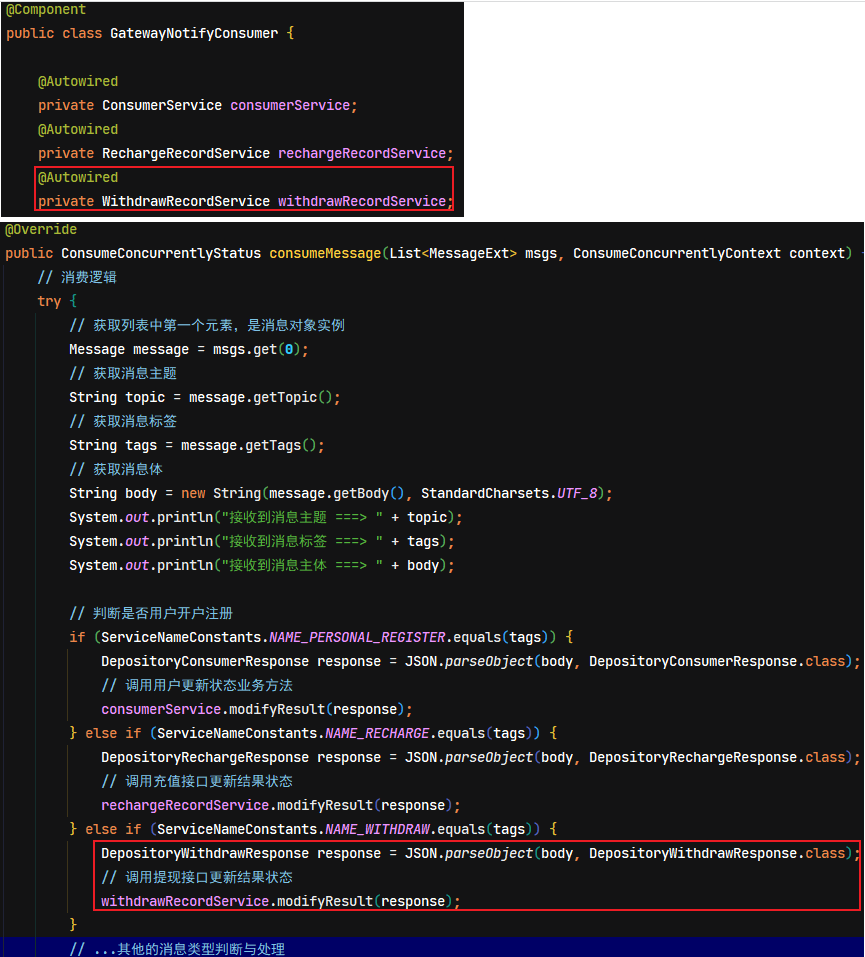 @Component
public class GatewayNotifyConsumer {
@Autowired
private ConsumerService consumerService;
@Autowired
private RechargeRecordService rechargeRecordService;
@Autowired
private WithdrawRecordService withdrawRecordService;
@Override
public ConsumeConcurrentlyStatus consumeMessage(List<MessageExt> msgs, ConsumeConcurrentlyContext context) {
// 消费逻辑
try {
// 获取列表中第一个元素，是消息对象实例
Message message = msgs.get(0);
// 获取消息主题
String topic = message.getTopic();
// 获取消息标签
String tags = message.getTags();
// 获取消息体
String body = new String(message.getBody(), StandardCharsets.UTF_8);
System.out.println("接收到消息主题 ===> " + topic);
System.out.println("接收到消息标签 ===> " + tags);
System.out.println("接收到消息主体 ===> " + body);
// 判断是否用户开户注册
if (ServiceNameConstants.NAME_PERSONAL_REGISTER.equals(tags)) {
DepositoryConsumerResponse response = JSON.parseObject(body, DepositoryConsumerResponse.class);
// 调用用户更新状态业务方法
consumerService.modifyResult(response);
} else if (ServiceNameConstants.NAME_RECHARGE.equals(tags)) {
DepositoryRechargeResponse response = JSON.parseObject(body, DepositoryRechargeResponse.class);
// 调用充值接口更新结果状态
rechargeRecordService.modifyResult(response);
} else if (ServiceNameConstants.NAME_WITHDRAW.equals(tags)) {
DepositoryWithdrawResponse response = JSON.parseObject(body, DepositoryWithdrawResponse.class);
// 调用提现接口更新结果状态
withdrawRecordService.modifyResult(response);
}
// ...其他的消息类型判断与处理